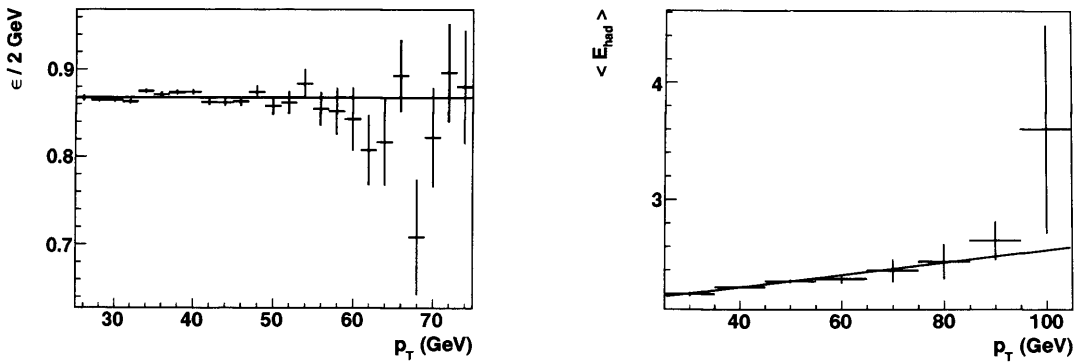 ϵ / 2 GeV
0.9
0.8
0.7
30 40 50 60 70
p_T (GeV)
< E_had >
4
3
40 60 80 100
p_T (GeV)